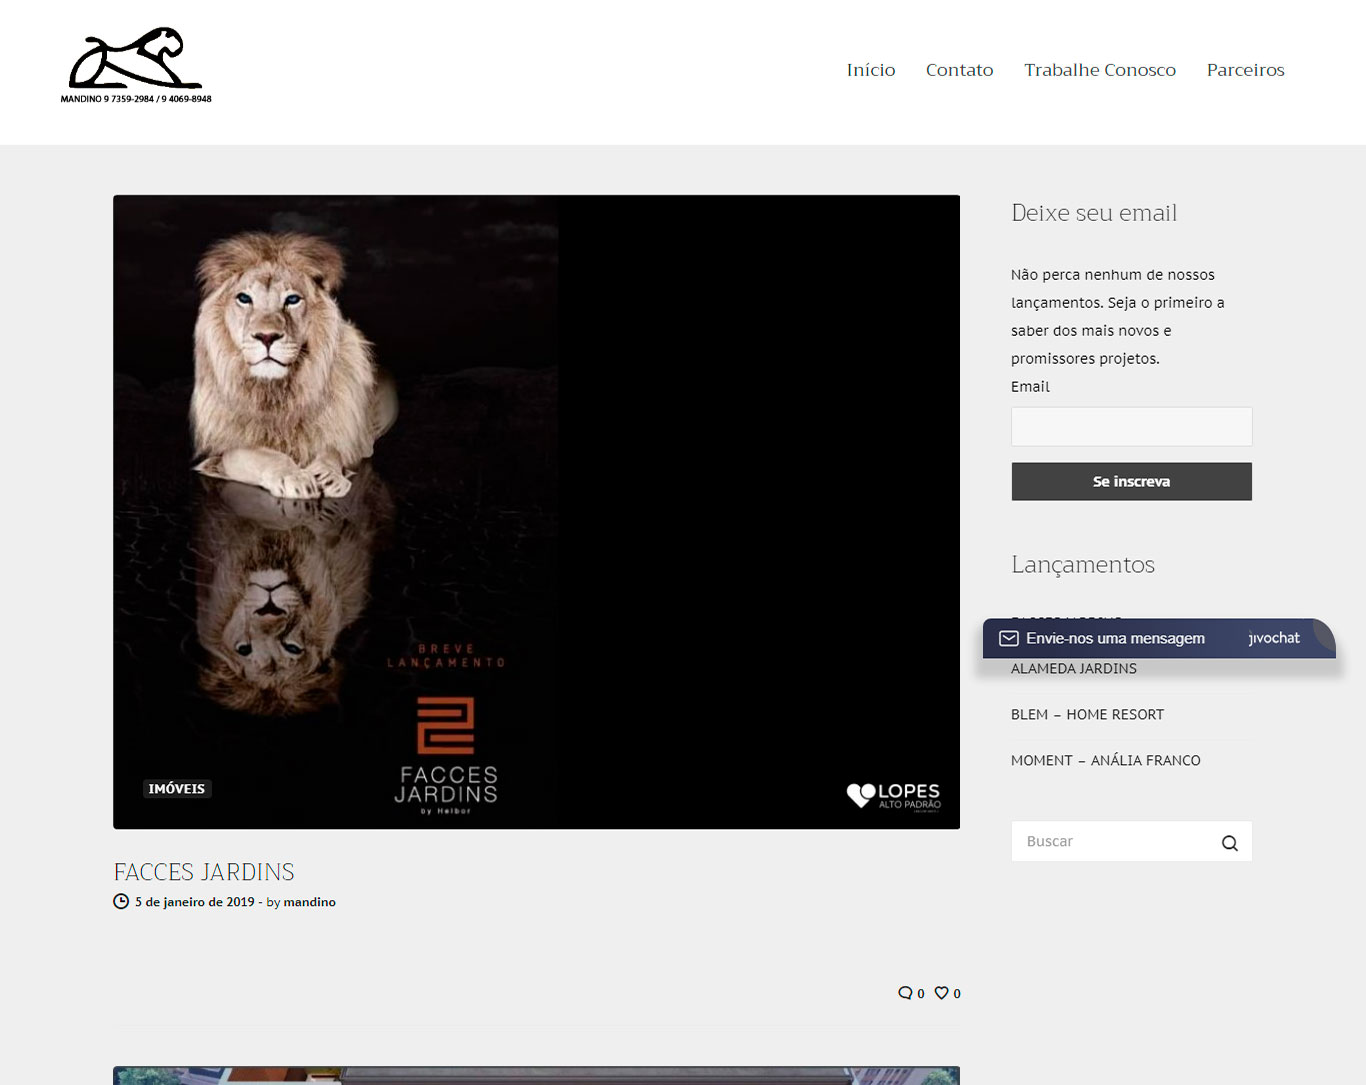 MANDINO 9 7359-2984 / 9 4069-8948
Início
Contato
Trabalhe Conosco
Parceiros
BREVE
LANÇAMENTO
FACCES
JARDINS
by Helbor
IMÓVEIS
LOPES
ALTO PADRÃO
FACCES JARDINS
5 de janeiro de 2019 - by mandino
0
0
Deixe seu email
Não perca nenhum de nossos
lançamentos. Seja o primeiro a
saber dos mais novos e
promissores projetos.
Email
Se inscreva
Lançamentos
Envie-nos uma mensagem
jivochat
ALAMEDA JARDINS
BLEM – HOME RESORT
MOMENT – ANÁLIA FRANCO
Buscar